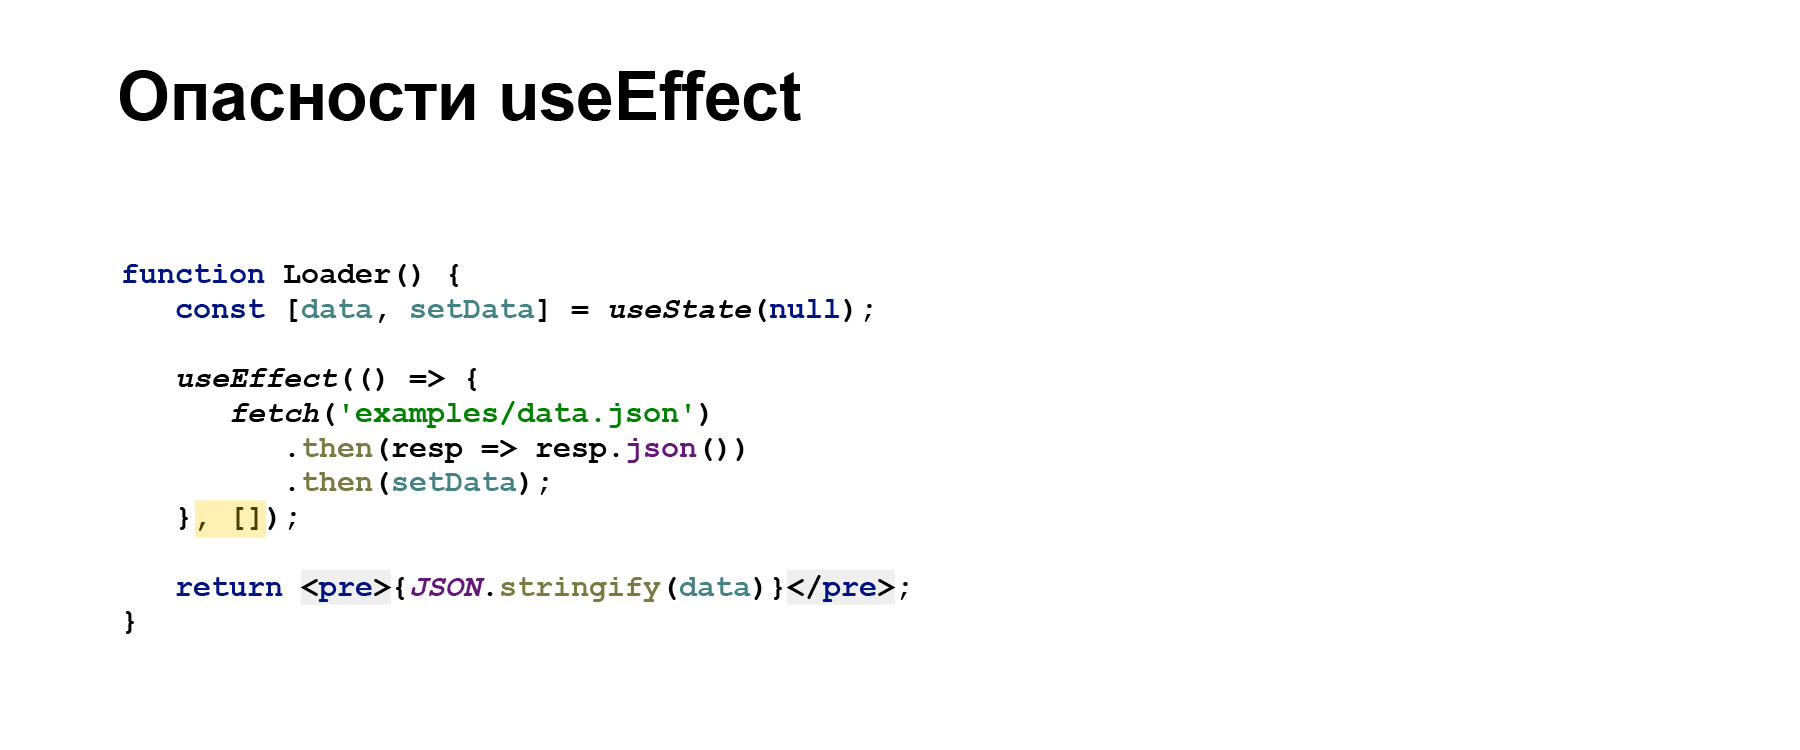 Опасности useEffect
function Loader() {
   const [data, setData] = useState(null);
   useEffect(() => {
      fetch('examples/data.json')
         .then(resp => resp.json())
         .then(setData);
   }, []);
   return <pre>{JSON.stringify(data)}</pre>;
}